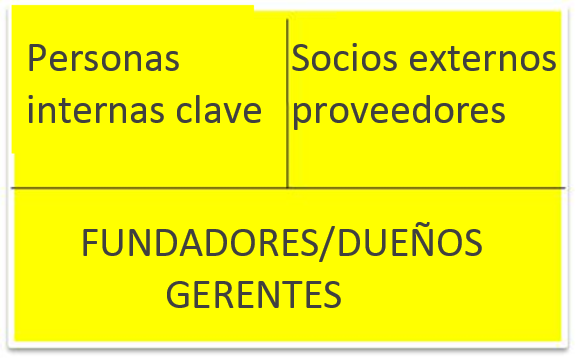 Personas
internas clave
Socios externos
proveedores
FUNDADORES/DUEÑOS
GERENTES